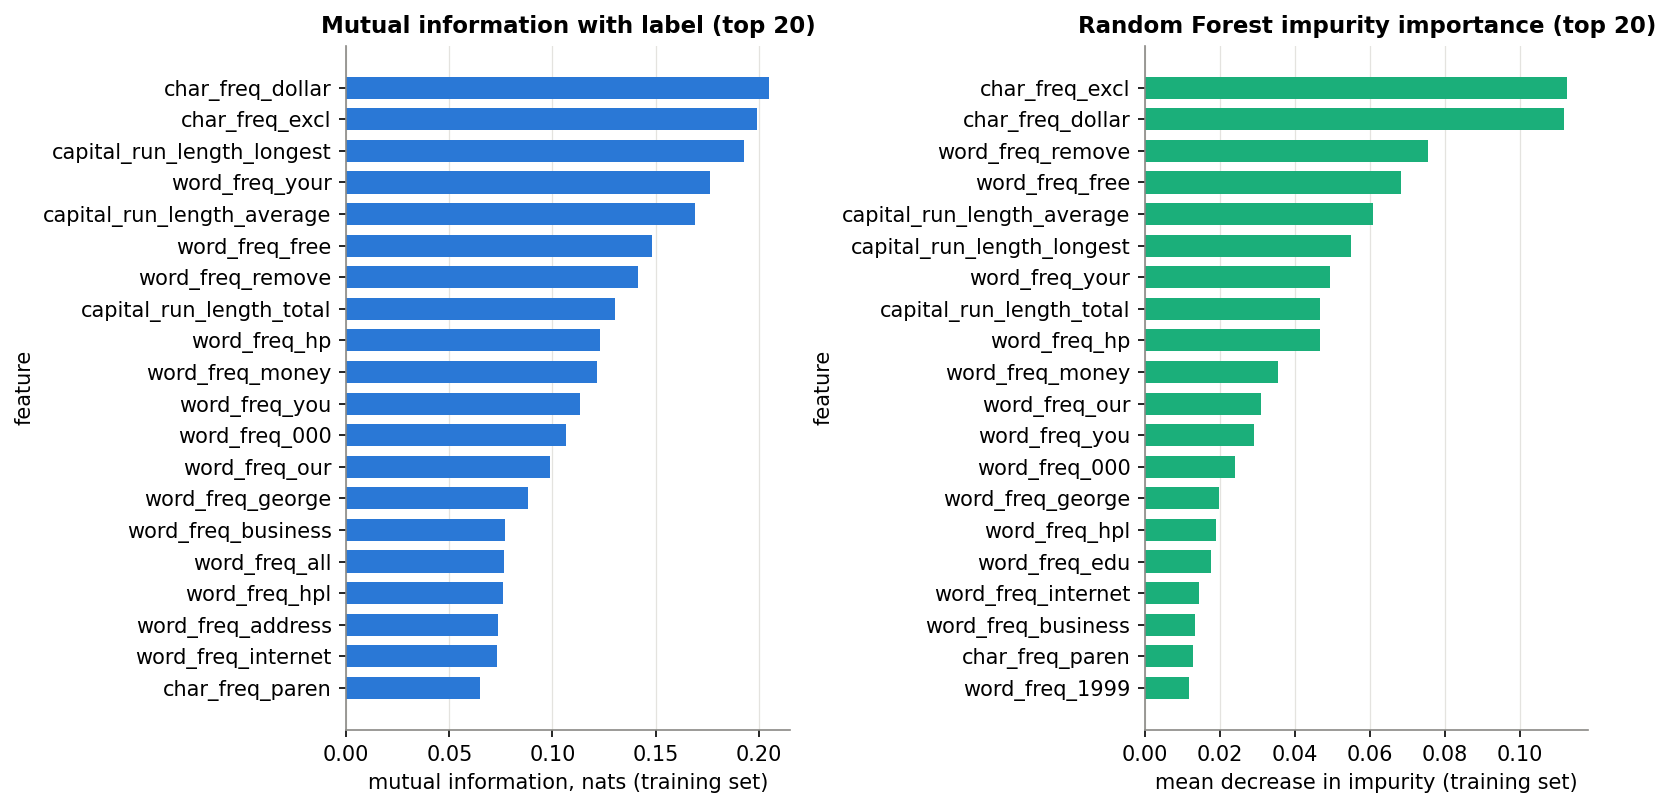 Mutual information with label (top 20)
char_freq_dollar
char_freq_excl
capital_run_length_longest
word_freq_your
capital_run_length_average
word_freq_free
word_freq_remove
capital_run_length_total
word_freq_hp
word_freq_money
word_freq_you
word_freq_000
word_freq_our
word_freq_george
word_freq_business
word_freq_all
word_freq_hpl
word_freq_address
word_freq_internet
char_freq_paren
feature
0.00 0.05 0.10 0.15 0.20
mutual information, nats (training set)
Random Forest impurity importance (top 20)
char_freq_excl
char_freq_dollar
word_freq_remove
word_freq_free
capital_run_length_average
capital_run_length_longest
word_freq_your
capital_run_length_total
word_freq_hp
word_freq_money
word_freq_our
word_freq_you
word_freq_000
word_freq_george
word_freq_hpl
word_freq_edu
word_freq_internet
word_freq_business
char_freq_paren
word_freq_1999
feature
0.00 0.02 0.04 0.06 0.08 0.10
mean decrease in impurity (training set)